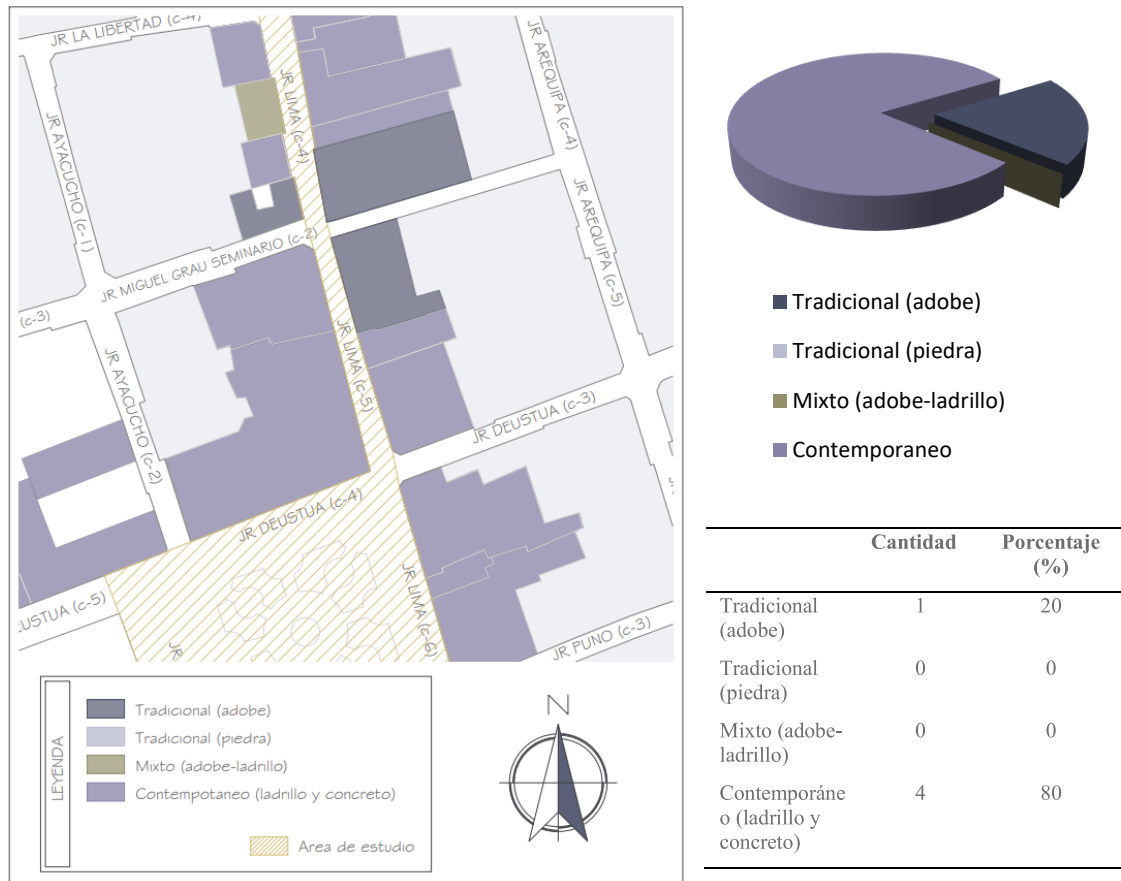 JR LA LIBERTAD (c-4)
JR LIMA (c-4)
JR AREQUIPA (c-4)
JR AYACUCHO (c-1)
JR AREQUIPA (c-5)
JR MIGUEL GRAU SEMINARIO (c-2)
(c-3)
JR AYACUCHO (c-2)
JR LIMA (c-5)
JR DEUSTUA (c-3)
JR DEUSTUA (c-4)
JR LIMA (c-6)
EUSTUA (c-5)
JR
JR PUNO (c-3)
J
LEYENDA
Tradicional (adobe)
Tradicional (piedra)
Mixto (adobe-ladrillo)
Contempotaneo (ladrillo y concreto)
Area de estudio
N
Tradicional (adobe)
Tradicional (piedra)
Mixto (adobe-ladrillo)
Contemporaneo
Cantidad Porcentaje
(%)
Tradicional 1 20
(adobe)
Tradicional 0 0
(piedra)
Mixto (adobe- 0 0
ladrillo)
Contemporáne 4 80
o (ladrillo y
concreto)